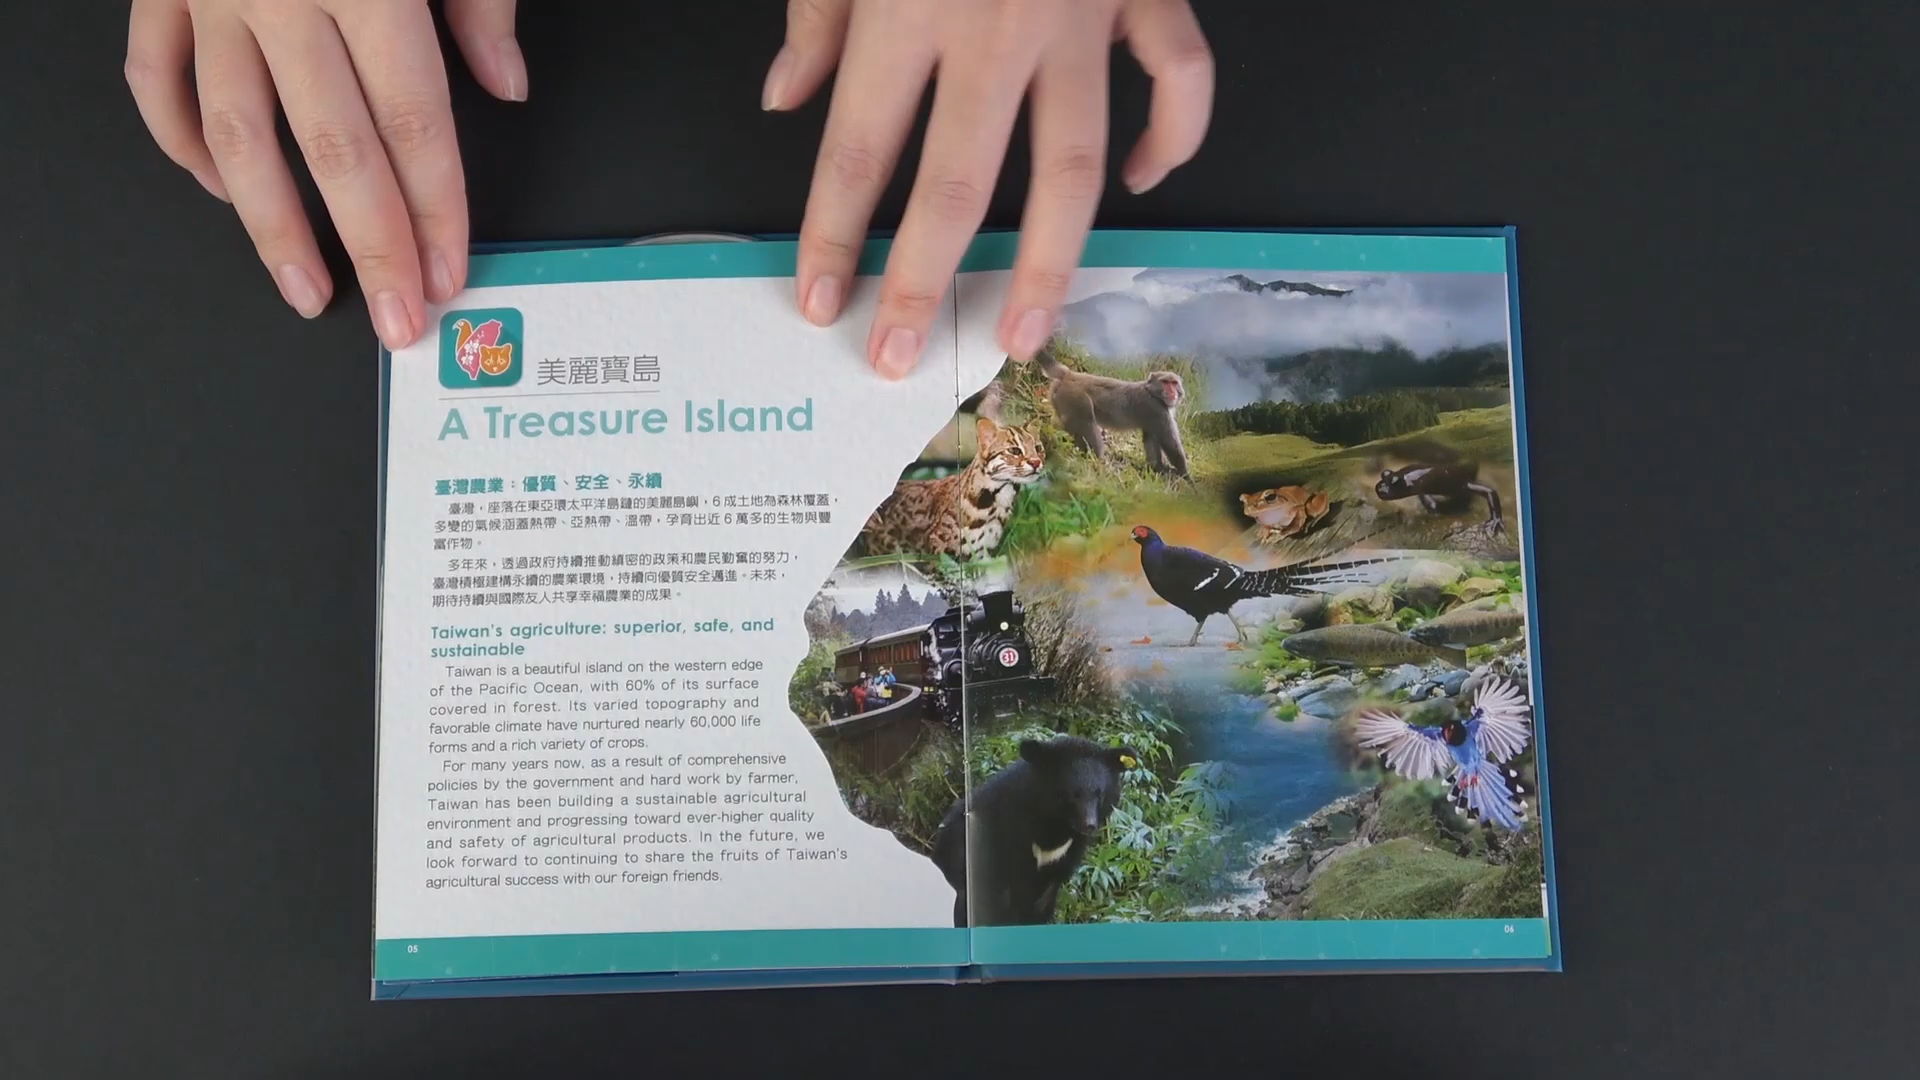 美麗寶島
A Treasure Island
臺灣農業：優質、安全、永續
臺灣，座落在東亞環太平洋島鏈的美麗島嶼，6成土地為森林覆蓋，
多變的氣候涵蓋熱帶、亞熱帶、溫帶，孕育出近6萬多的生物與豐
富作物。
多年來，透過政府持續推動縝密的政策和農民勤奮的努力，
臺灣積極建構永續的農業環境，持續向優質安全邁進。未來，
期待持續與國際友人共享幸福農業的成果。
Taiwan's agriculture: superior, safe, and
sustainable
Taiwan is a beautiful island on the western edge
of the Pacific Ocean, with 60% of its surface
covered in forest. Its varied topography and
favorable climate have nurtured nearly 60,000 life
forms and a rich variety of crops.
For many years now, as a result of comprehensive
policies by the government and hard work by farmer,
Taiwan has been building a sustainable agricultural
environment and progressing toward ever-higher quality
and safety of agricultural products. In the future, we
look forward to continuing to share the fruits of Taiwan's
agricultural success with our foreign friends.
31
05
06